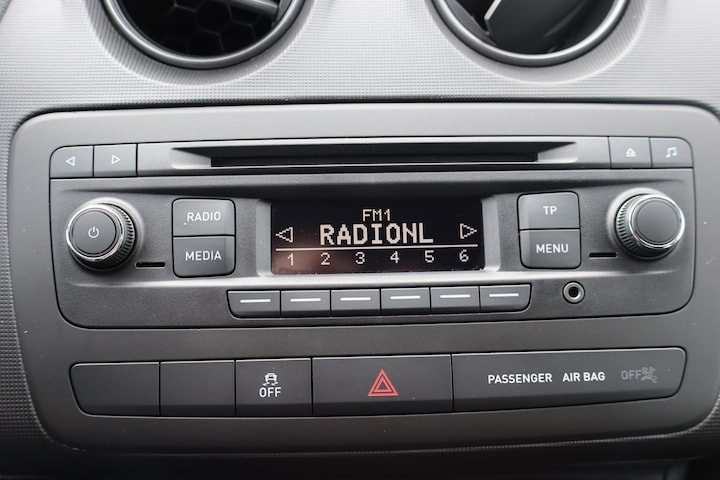 RADIO
MEDIA
FM1
RADIONL
1 2 3 4 5 6
TP
MENU
OFF
PASSENGER AIR BAG OFF